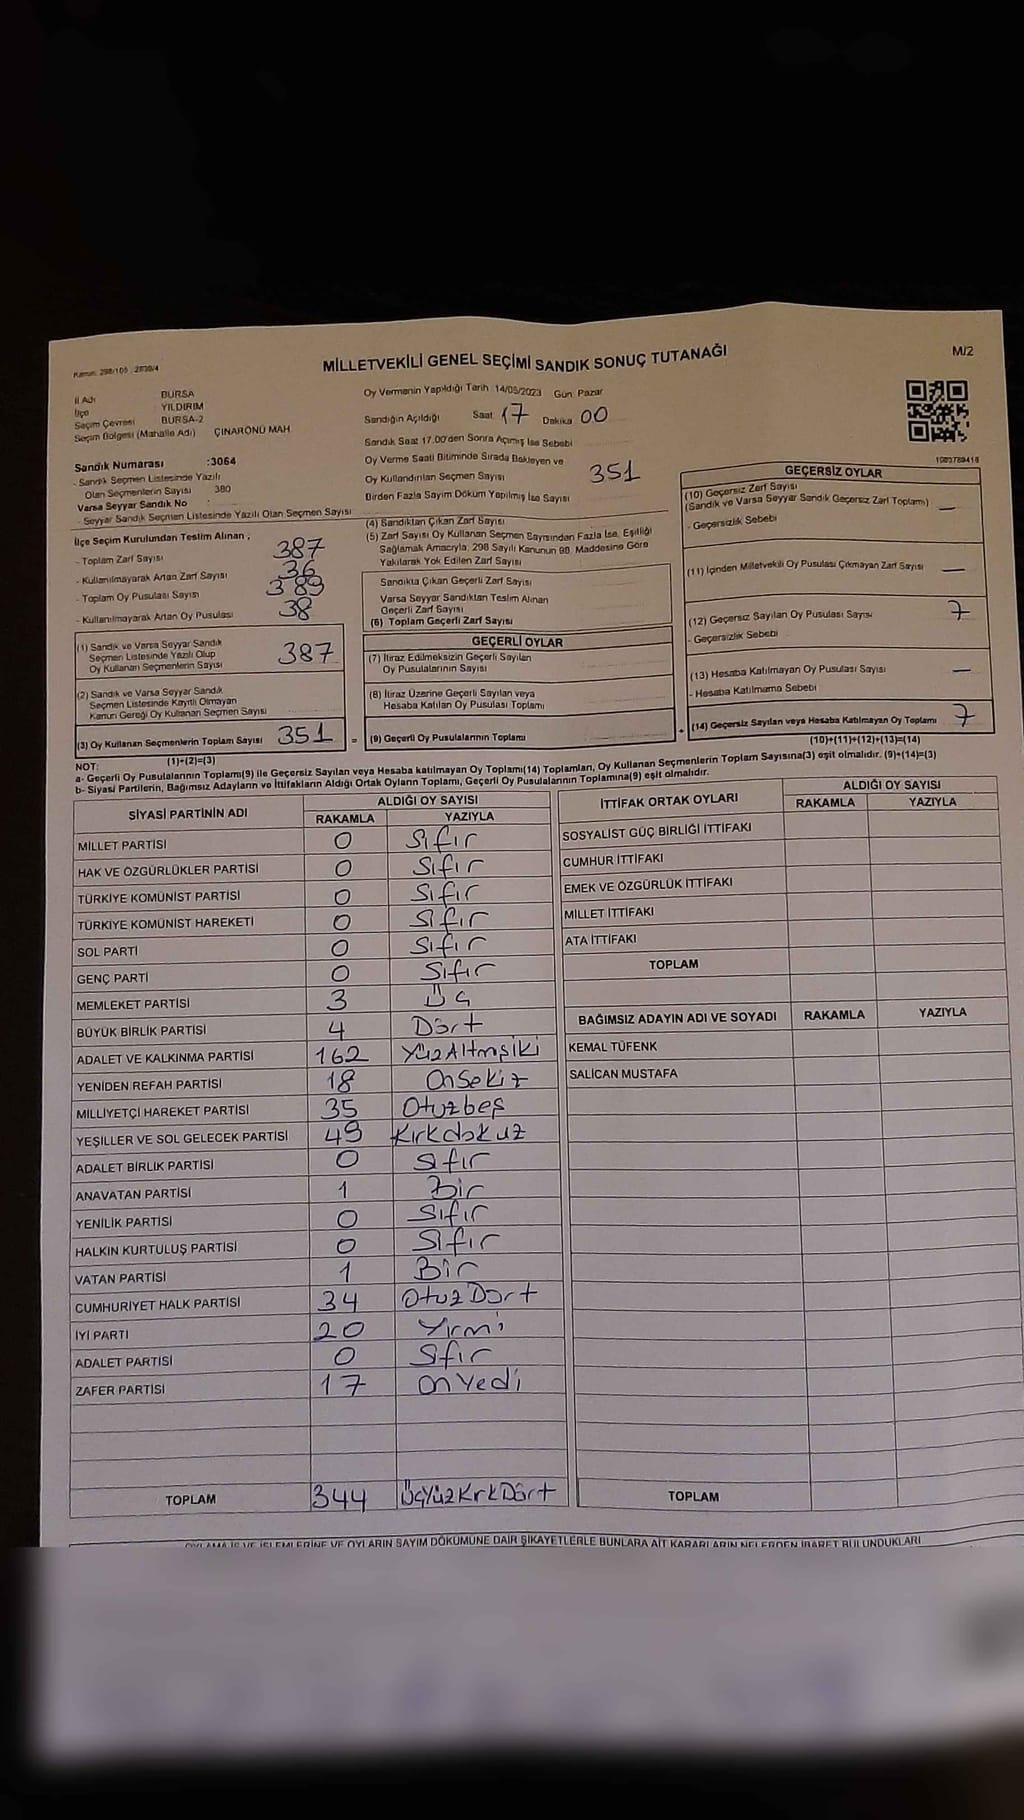 Kanun: 298/105 : 2839/4
MİLLETVEKİLİ GENEL SEÇİMİ SANDIK SONUÇ TUTANAĞI
M/2
İl Adı BURSA
İlçe : YILDIRIM
Seçim Çevresi BURSA-2
Seçim Bölgesi (Mahalle Adı) ÇINARÖNÜ MAH.
Oy Vermenin Yapıldığı Tarih 14/05/2023 Gün Pazar
Sandığın Açıldığı Saat 17 Dakika 00
Sandık Saat 17.00'den Sonra Açımış İse Sebebi
Oy Verme Saati Bitiminde Sırada Bekleyen ve
Oy Kullandırılan Seçmen Sayısı 351
Birden Fazla Sayım Döküm Yapılmış İse Sayısı
Sandık Numarası :3064
- Sandık Seçmen Listesinde Yazılı
Olan Seçmenlerin Sayısı 380
Varsa Seyyar Sandık No :
- Seyyar Sandık Seçmen Listesinde Yazılı Olan Seçmen Sayısı
1003789418
İlçe Seçim Kurulundan Teslim Alınan ;
- Toplam Zarf Sayısı 387
- Kullanılmayarak Artan Zarf Sayısı 36
- Toplam Oy Pusulası Sayısı 389
- Kullanılmayarak Artan Oy Pusulası 38
(1) Sandık ve Varsa Seyyar Sandık
Seçmen Listesinde Yazılı Olup
Oy Kullanan Seçmenlerin Sayısı 387
(2) Sandık ve Varsa Seyyar Sandık
Seçmen Listesinde Kayıtlı Olmayan
Kanun Gereği Oy Kullanan Seçmen Sayısı
(3) Oy Kullanan Seçmenlerin Toplam Sayısı 351
(1)+(2)=(3)
(4) Sandıktan Çıkan Zarf Sayısı
(5) Zarf Sayısı Oy Kullanan Seçmen Sayısından Fazla İse, Eşitliği
Sağlamak Amacıyla, 298 Sayılı Kanunun 98. Maddesine Göre
Yakılarak Yok Edilen Zarf Sayısı
Sandıkta Çıkan Geçerli Zarf Sayısı
Varsa Seyyar Sandıktan Teslim Alınan
Geçerli Zarf Sayısı
(6) Toplam Geçerli Zarf Sayısı
GEÇERLİ OYLAR
(7) İtiraz Edilmeksizin Geçerli Sayılan
Oy Pusulalarının Sayısı
(8) İtiraz Üzerine Geçerli Sayılan veya
Hesaba Katılan Oy Pusulası Toplamı
= (9) Geçerli Oy Pusulalarının Toplamı
GEÇERSİZ OYLAR
(10) Geçersiz Zarf Sayısı
(Sandık ve Varsa Seyyar Sandık Geçersiz Zarf Toplamı) —
- Geçersizlik Sebebi
(11) İçinden Milletvekili Oy Pusulası Çıkmayan Zarf Sayısı —
(12) Geçersiz Sayılan Oy Pusulası Sayısı 7
- Geçersizlik Sebebi
(13) Hesaba Katılmayan Oy Pusulası Sayısı —
- Hesaba Katılmama Sebebi
+ (14) Geçersiz Sayılan veya Hesaba Katılmayan Oy Toplamı 7
(10)+(11)+(12)+(13)=(14)
NOT:
a- Geçerli Oy Pusulalarının Toplamı(9) ile Geçersiz Sayılan veya Hesaba katılmayan Oy Toplamı(14) Toplamları, Oy Kullanan Seçmenlerin Toplam Sayısına(3) eşit olmalıdır. (9)+(14)=(3)
b- Siyasi Partilerin, Bağımsız Adayların ve İttifakların Aldığı Ortak Oyların Toplamı, Geçerli Oy Pusulalarının Toplamına(9) eşit olmalıdır.
SİYASİ PARTİNİN ADI ALDIĞI OY SAYISI
RAKAMLA YAZIYLA
MİLLET PARTİSİ 0 Sıfır
HAK VE ÖZGÜRLÜKLER PARTİSİ 0 Sıfır
TÜRKİYE KOMÜNİST PARTİSİ 0 Sıfır
TÜRKİYE KOMÜNİST HAREKETİ 0 Sıfır
SOL PARTİ 0 Sıfır
GENÇ PARTİ 0 Sıfır
MEMLEKET PARTİSİ 3 Üç
BÜYÜK BİRLİK PARTİSİ 4 Dört
ADALET VE KALKINMA PARTİSİ 162 YüzAltmışiki
YENİDEN REFAH PARTİSİ 18 OnSekiz
MİLLİYETÇİ HAREKET PARTİSİ 35 Otuzbeş
YEŞİLLER VE SOL GELECEK PARTİSİ 49 Kırkdokuz
ADALET BİRLİK PARTİSİ 0 Sıfır
ANAVATAN PARTİSİ 1 Bir
YENİLİK PARTİSİ 0 Sıfır
HALKIN KURTULUŞ PARTİSİ 0 Sıfır
VATAN PARTİSİ 1 Bir
CUMHURİYET HALK PARTİSİ 34 OtuzDört
İYİ PARTİ 20 Yirmi
ADALET PARTİSİ 0 Sıfır
ZAFER PARTİSİ 17 OnYedi
TOPLAM 344 ÜçYüzKırkDört
İTTİFAK ORTAK OYLARI ALDIĞI OY SAYISI
RAKAMLA YAZIYLA
SOSYALİST GÜÇ BİRLİĞİ İTTİFAKI
CUMHUR İTTİFAKI
EMEK VE ÖZGÜRLÜK İTTİFAKI
MİLLET İTTİFAKI
ATA İTTİFAKI
TOPLAM
BAĞIMSIZ ADAYIN ADI VE SOYADI RAKAMLA YAZIYLA
KEMAL TÜFENK
SALİCAN MUSTAFA
TOPLAM
OYLAMA İŞ VE İŞLEMLERİNE VE OYLARIN SAYIM DÖKÜMÜNE DAİR ŞİKAYETLERLE BUNLARA AİT KARARLARIN NELERDEN İBARET BULUNDUKLARI